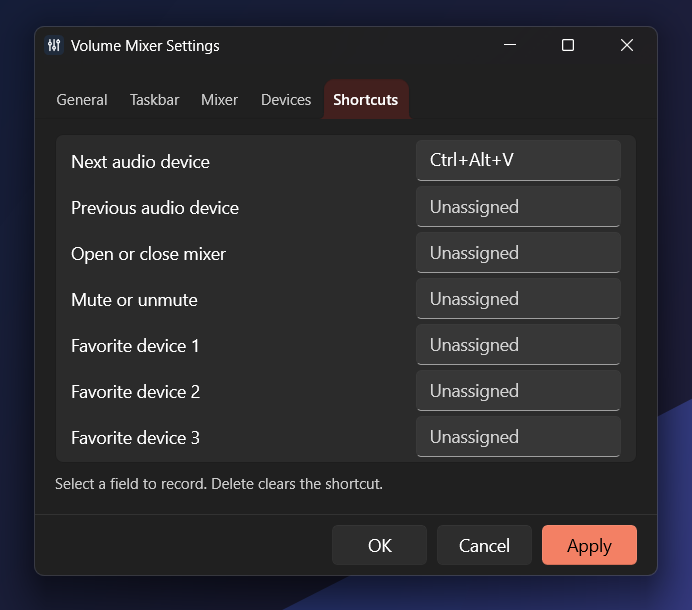 Volume Mixer Settings
General Taskbar Mixer Devices Shortcuts
Next audio device Ctrl+Alt+V
Previous audio device Unassigned
Open or close mixer Unassigned
Mute or unmute Unassigned
Favorite device 1 Unassigned
Favorite device 2 Unassigned
Favorite device 3 Unassigned
Select a field to record. Delete clears the shortcut.
OK Cancel Apply